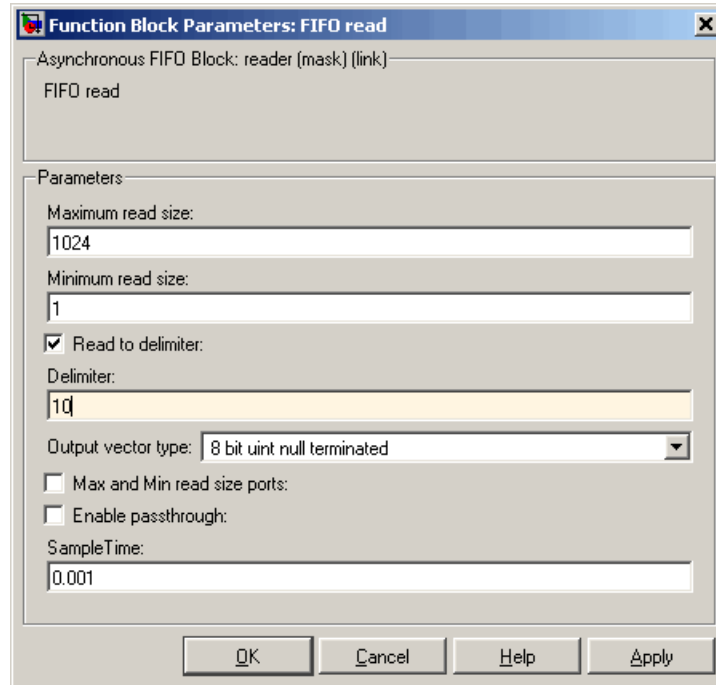 Function Block Parameters: FIFO read
Asynchronous FIFO Block: reader (mask) (link)
FIFO read
Parameters
Maximum read size:
1024
Minimum read size:
1
Read to delimiter:
Delimiter:
10
Output vector type: 8 bit uint null terminated
Max and Min read size ports:
Enable passthrough:
SampleTime:
0.001
OK Cancel Help Apply